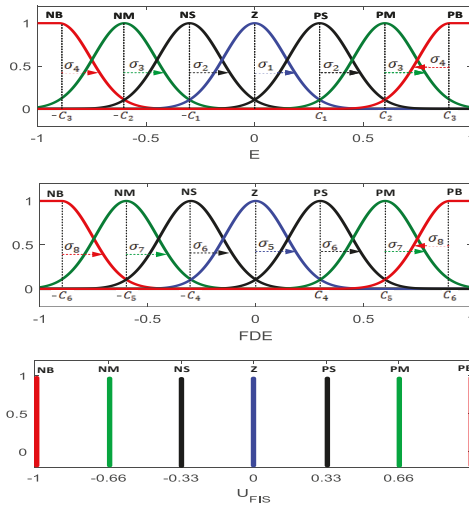 NB NM NS Z PS PM PB
1
0.5
0
σ4 σ3 σ2 σ1 σ2 σ3 σ4
-C3 -C2 -C1 C1 C2 C3
-1 -0.5 0 0.5
E
NB NM NS Z PS PM PB
1
0.5
0
σ8 σ7 σ6 σ5 σ6 σ7 σ8
-C6 -C5 -C4 C4 C5 C6
-1 -0.5 0 0.5
FDE
NB NM NS Z PS PM PB
1
0.5
0
-1 -0.66 -0.33 0 0.33 0.66
UFIS